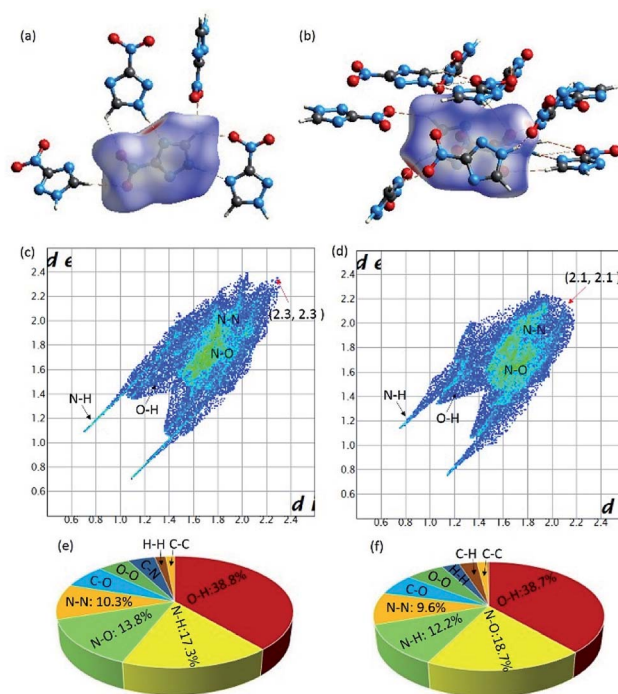 (a)
(b)
(c)
d e
2.4
2.2
2.0
1.8
1.6
1.4
1.2
1.0
0.8
0.6
N-N
(2.3, 2.3 )
N-O
N-H
O-H
0.6 0.8 1.0 1.2 1.4 1.6 1.8 2.0 2.2 2.4
d i
(d)
d e
2.4
2.2
2.0
1.8
1.6
1.4
1.2
1.0
0.8
0.6
(2.1, 2.1 )
N-N
N-O
N-H
O-H
0.6 0.8 1.0 1.2 1.4 1.6 1.8 2.0 2.2 2.4
d
(e)
H-H
C-C
C-N
O-O
C-O
N-N: 10.3%
N-O: 13.8%
N-H:17.3%
O-H:38.8%
(f)
C-H
C-C
H-H
O-O
C-O
N-N: 9.6%
N-H: 12.2%
N-O:18.7%
O-H:38.7%